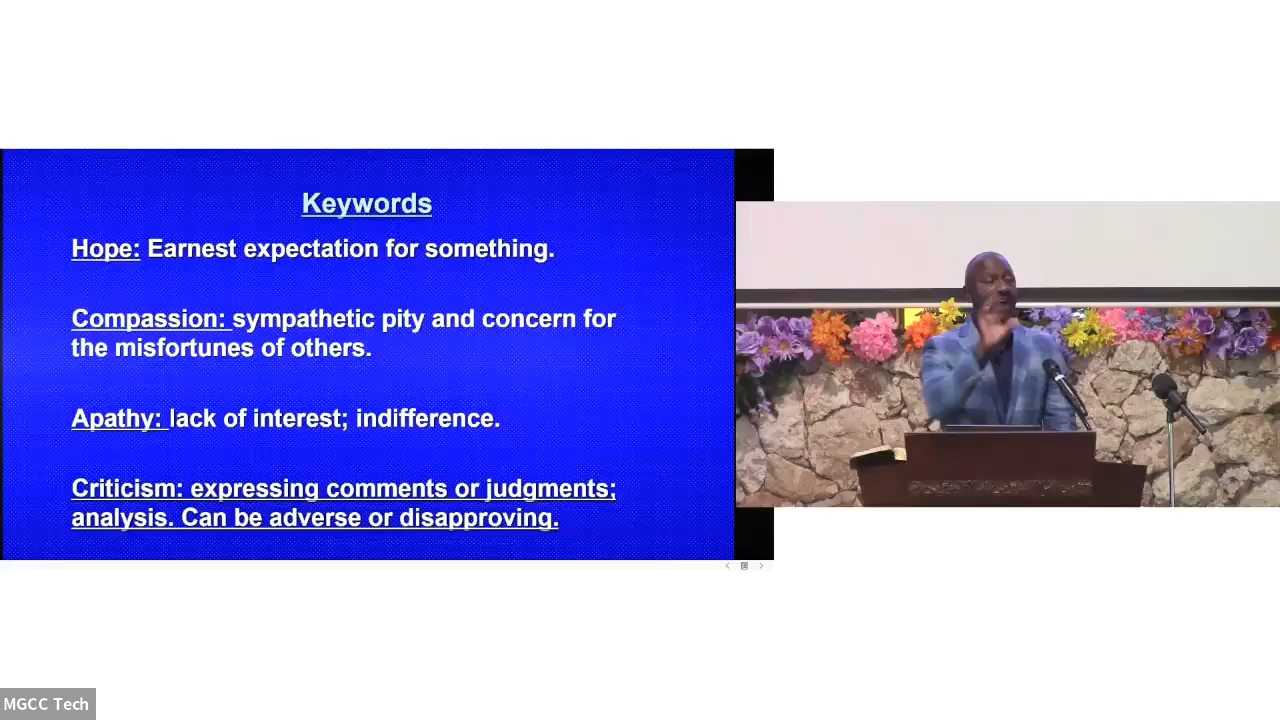 Keywords
Hope: Earnest expectation for something.
Compassion: sympathetic pity and concern for
the misfortunes of others.
Apathy: lack of interest; indifference.
Criticism: expressing comments or judgments;
analysis. Can be adverse or disapproving.
MGCC Tech